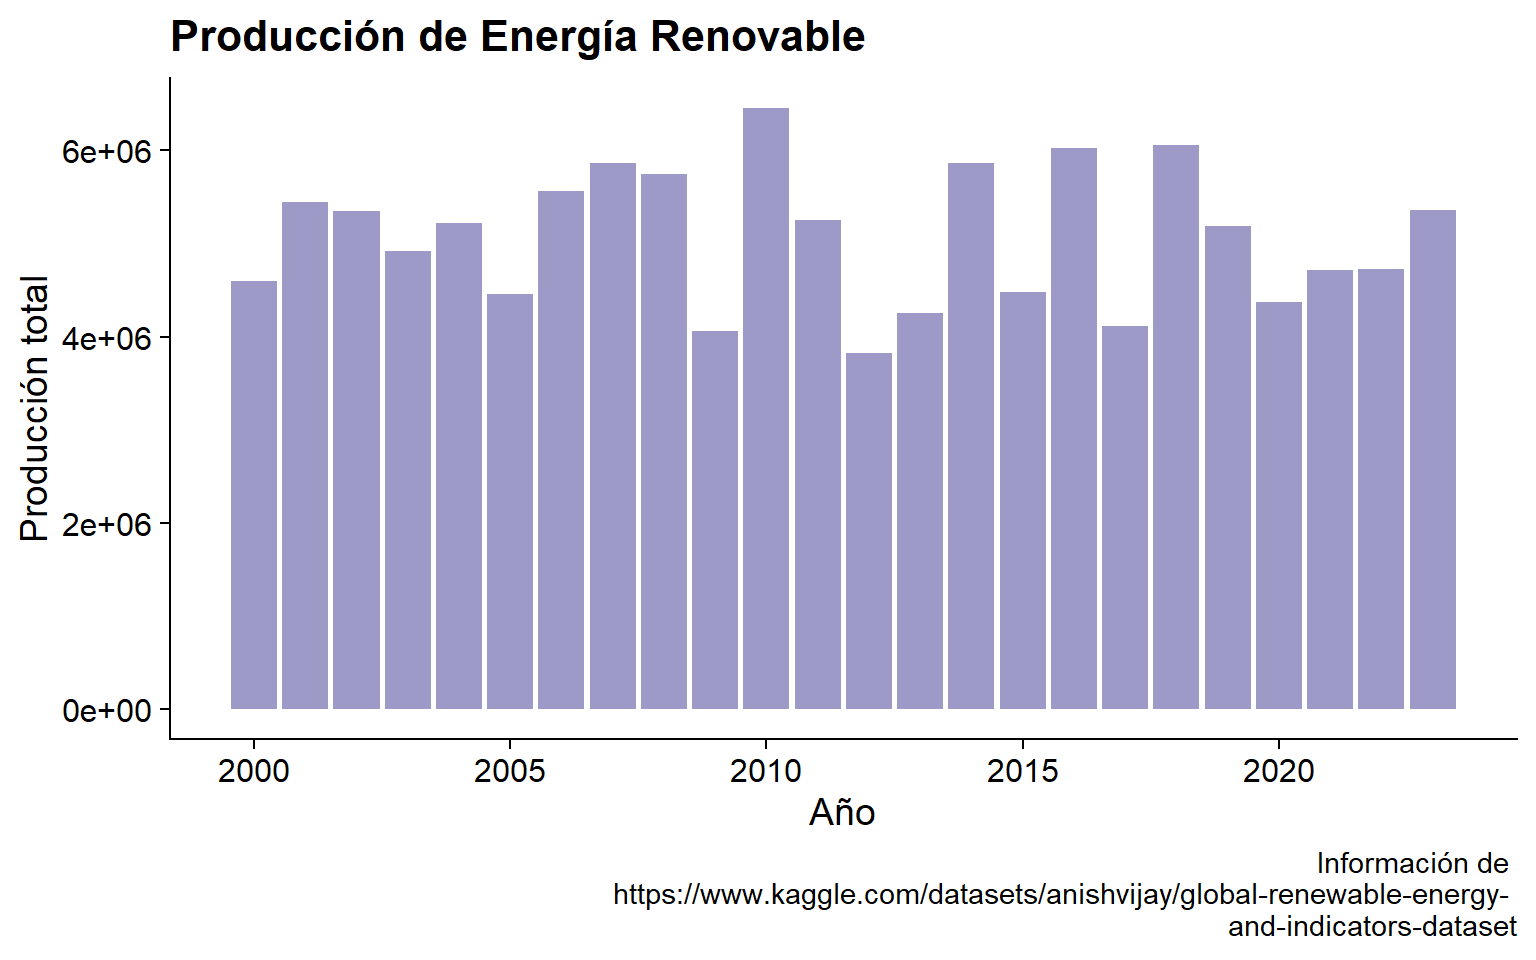 Producción de Energía Renovable
Producción total
6e+06
4e+06
2e+06
0e+00
2000 2005 2010 2015 2020
Año
Información de
https://www.kaggle.com/datasets/anishvijay/global-renewable-energy-
and-indicators-dataset